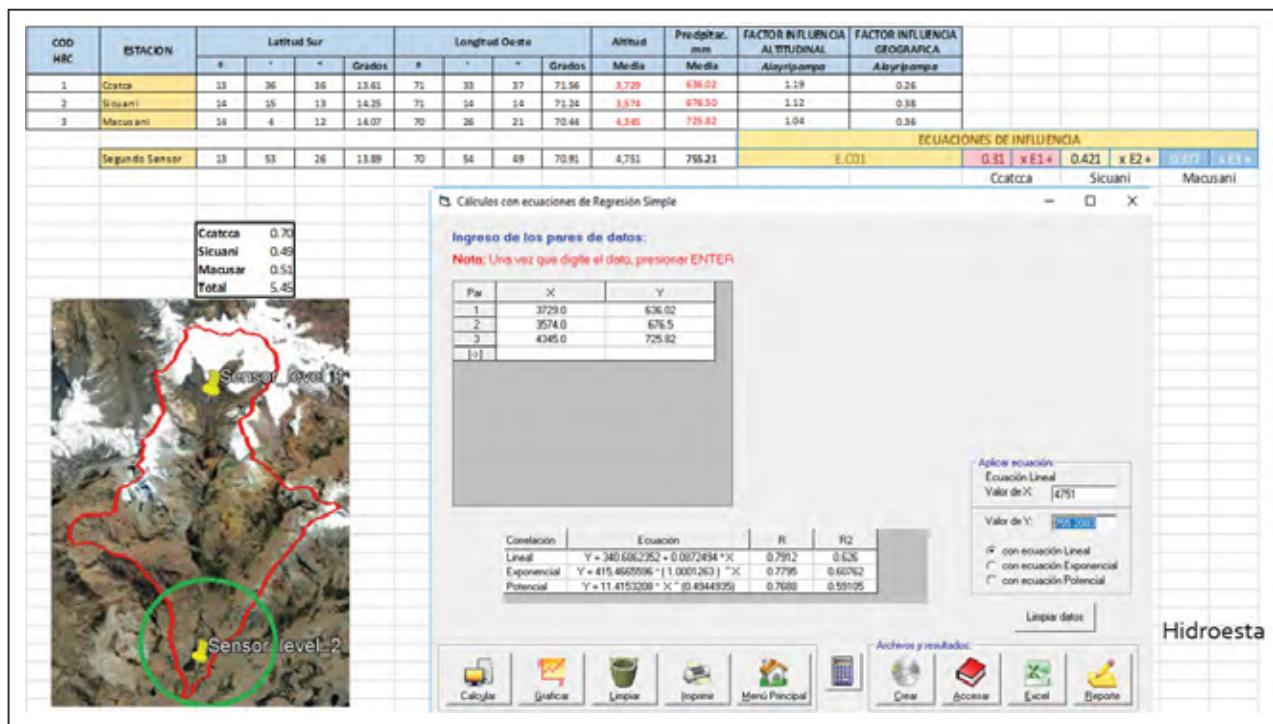 COD HRC ESTACION Latitud Sur Longitud Oeste Altitud Precipitac. mm FACTOR INFLUENCIA ALTITUDINAL FACTOR INFLUENCIA GEOGRAFICA
Grados Grados Media Media Alayripampa Alayripampa
1 Ccatca 13 36 36 13.61 71 33 37 71.56 3,729 636.02 1.19 0.26
2 Sicuani 14 15 13 14.25 71 14 14 71.24 3,574 676.50 1.12 0.38
3 Macusani 14 4 12 14.07 70 26 21 70.44 4,345 725.82 1.04 0.36
ECUACIONES DE INFLUENCIA
Segundo Sensor 13 53 26 13.89 70 54 49 70.91 4,751 755.21 E.C01 0.31 x E1 + 0.421 x E2 + 0.377 x E3 +
Ccatcca Sicuani Macusani
Ccatcca 0.70
Sicuani 0.49
Macusar 0.51
Total 5.45
Sensor_level_1
Sensor_level_2
Cálculos con ecuaciones de Regresión Simple
Ingreso de los pares de datos:
Nota: Una vez que digite el dato, presionar ENTER
Par X Y
1 3729.0 636.02
2 3574.0 676.5
3 4345.0 725.82
Aplicar ecuación:
Ecuación Lineal
Valor de X: 4751
Valor de Y: 755.2083
con ecuación Lineal
con ecuación Exponencial
con ecuación Potencial
Correlación Ecuación R R2
Lineal Y = 340.6862352 + 0.0872494 * X 0.7912 0.626
Exponencial Y = 415.4665596 * ( 1.0001263 ) ^ X 0.7795 0.60762
Potencial Y = 11.4153208 * X ^ (0.4944935) 0.7688 0.59105
Limpiar datos
Hidroesta
Archivos y resultados:
Calcular Graficar Limpiar Imprimir Menú Principal Crear Accesar Excel Reporte